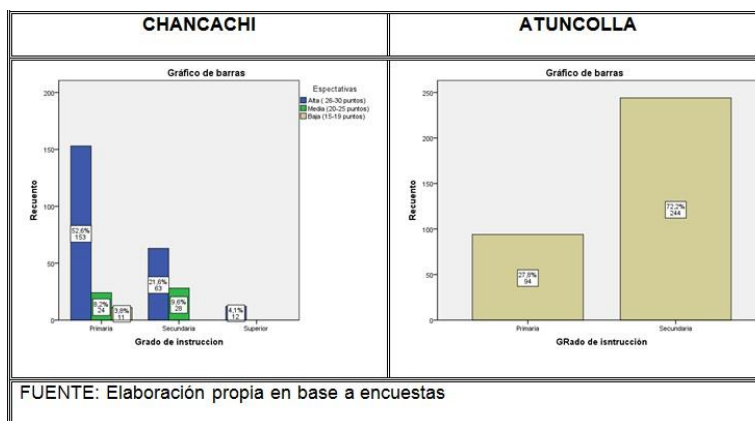 CHANCACHI
ATUNCOLLA
Gráfico de barras
Espectativas
Alta ( 26-30 puntos)
Media (20-25 puntos)
Baja (15-19 puntos)
Recuento
200
150
100
50
0
52,6%
153
8,2%
24
3,8%
11
21,6%
63
9,6%
28
4,1%
12
Primaria
Secundaria
Superior
Grado de instruccion
Gráfico de barras
Recuento
250
200
150
100
50
0
27,8%
94
72,2%
244
Primaria
Secundaria
GRado de isntrucción
FUENTE: Elaboración propia en base a encuestas